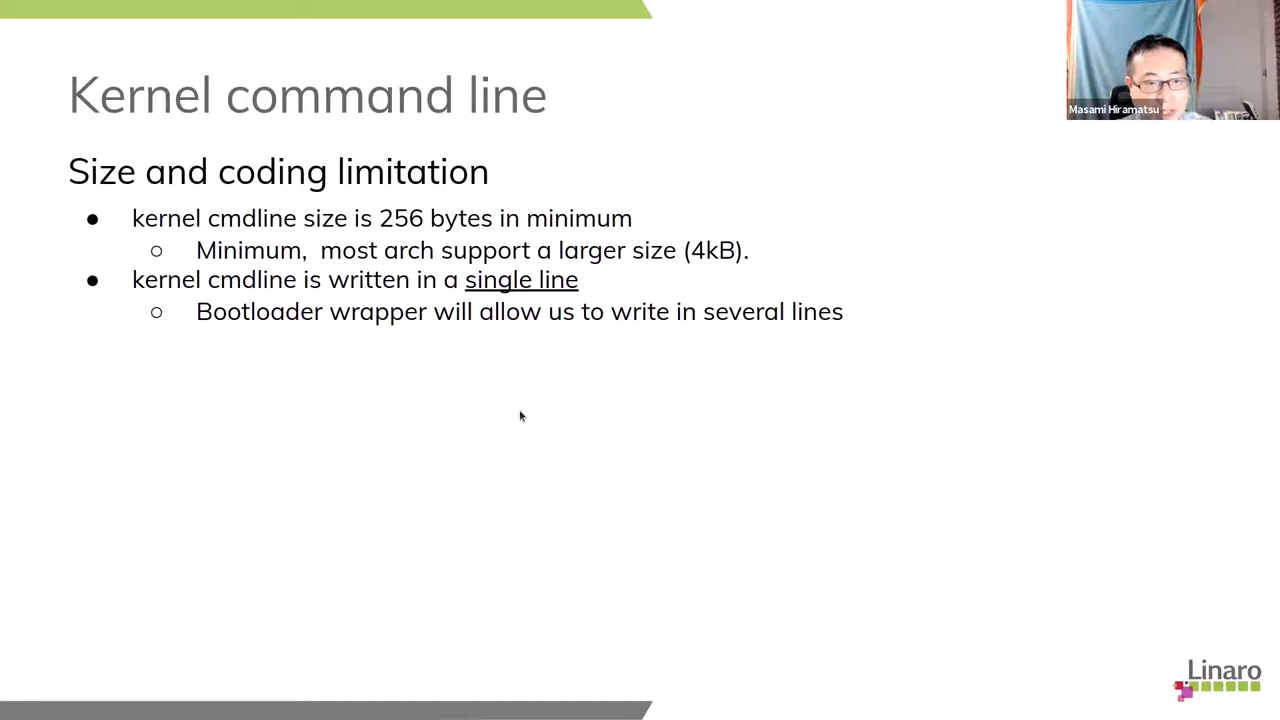 Kernel command line
Masami Hiramatsu
Size and coding limitation
● kernel cmdline size is 256 bytes in minimum
○ Minimum,  most arch support a larger size (4kB).
● kernel cmdline is written in a single line
○ Bootloader wrapper will allow us to write in several lines
Linaro